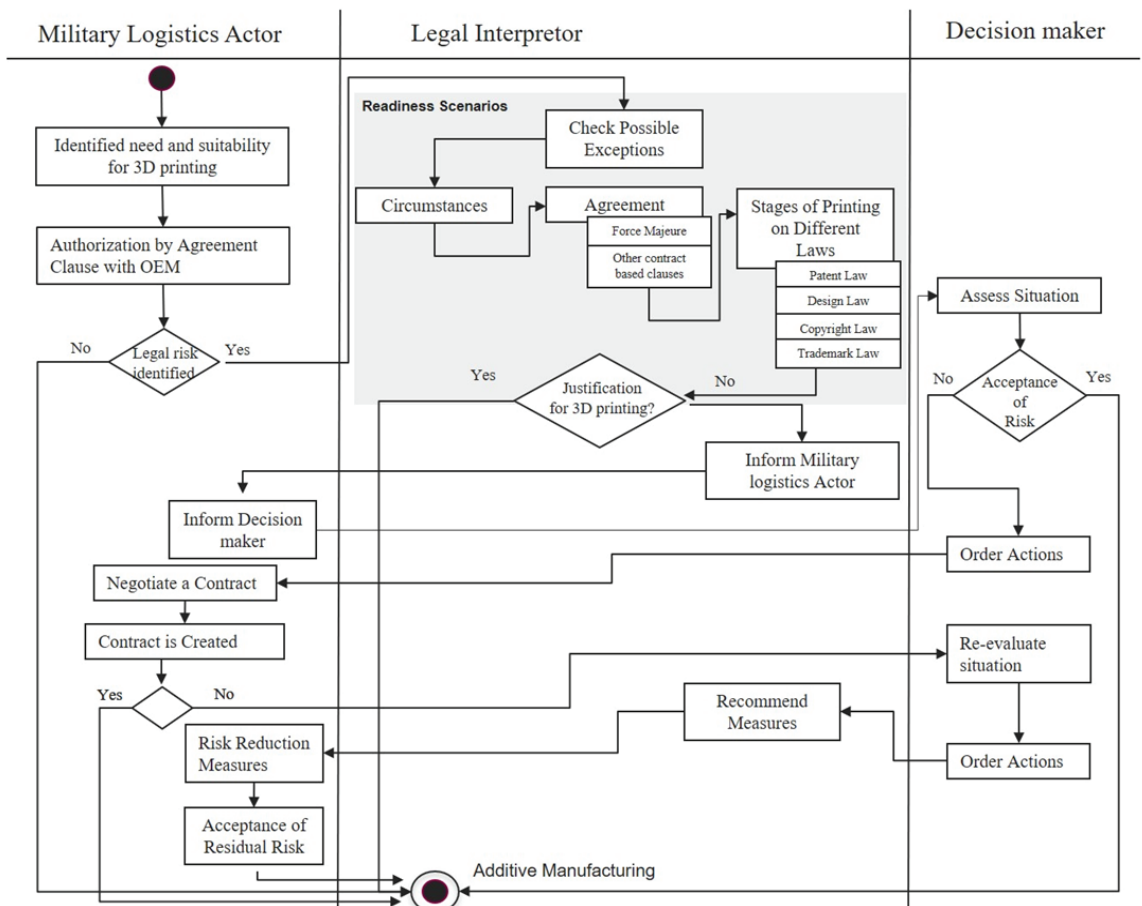 Military Logistics Actor
Legal Interpretor
Decision maker
Readiness Scenarios
Identified need and suitability
for 3D printing
Authorization by Agreement
Clause with OEM
Legal risk
identified
No
Yes
Check Possible
Exceptions
Circumstances
Agreement
Force Majeure
Other contract
based clauses
Stages of Printing
on Different
Laws
Patent Law
Design Law
Copyright Law
Trademark Law
Justification
for 3D printing?
Yes
No
Inform Military
logistics Actor
Assess Situation
Acceptance
of
Risk
No
Yes
Inform Decision
maker
Order Actions
Negotiate a Contract
Contract is Created
Yes
No
Re-evaluate
situation
Recommend
Measures
Order Actions
Risk Reduction
Measures
Acceptance of
Residual Risk
Additive Manufacturing